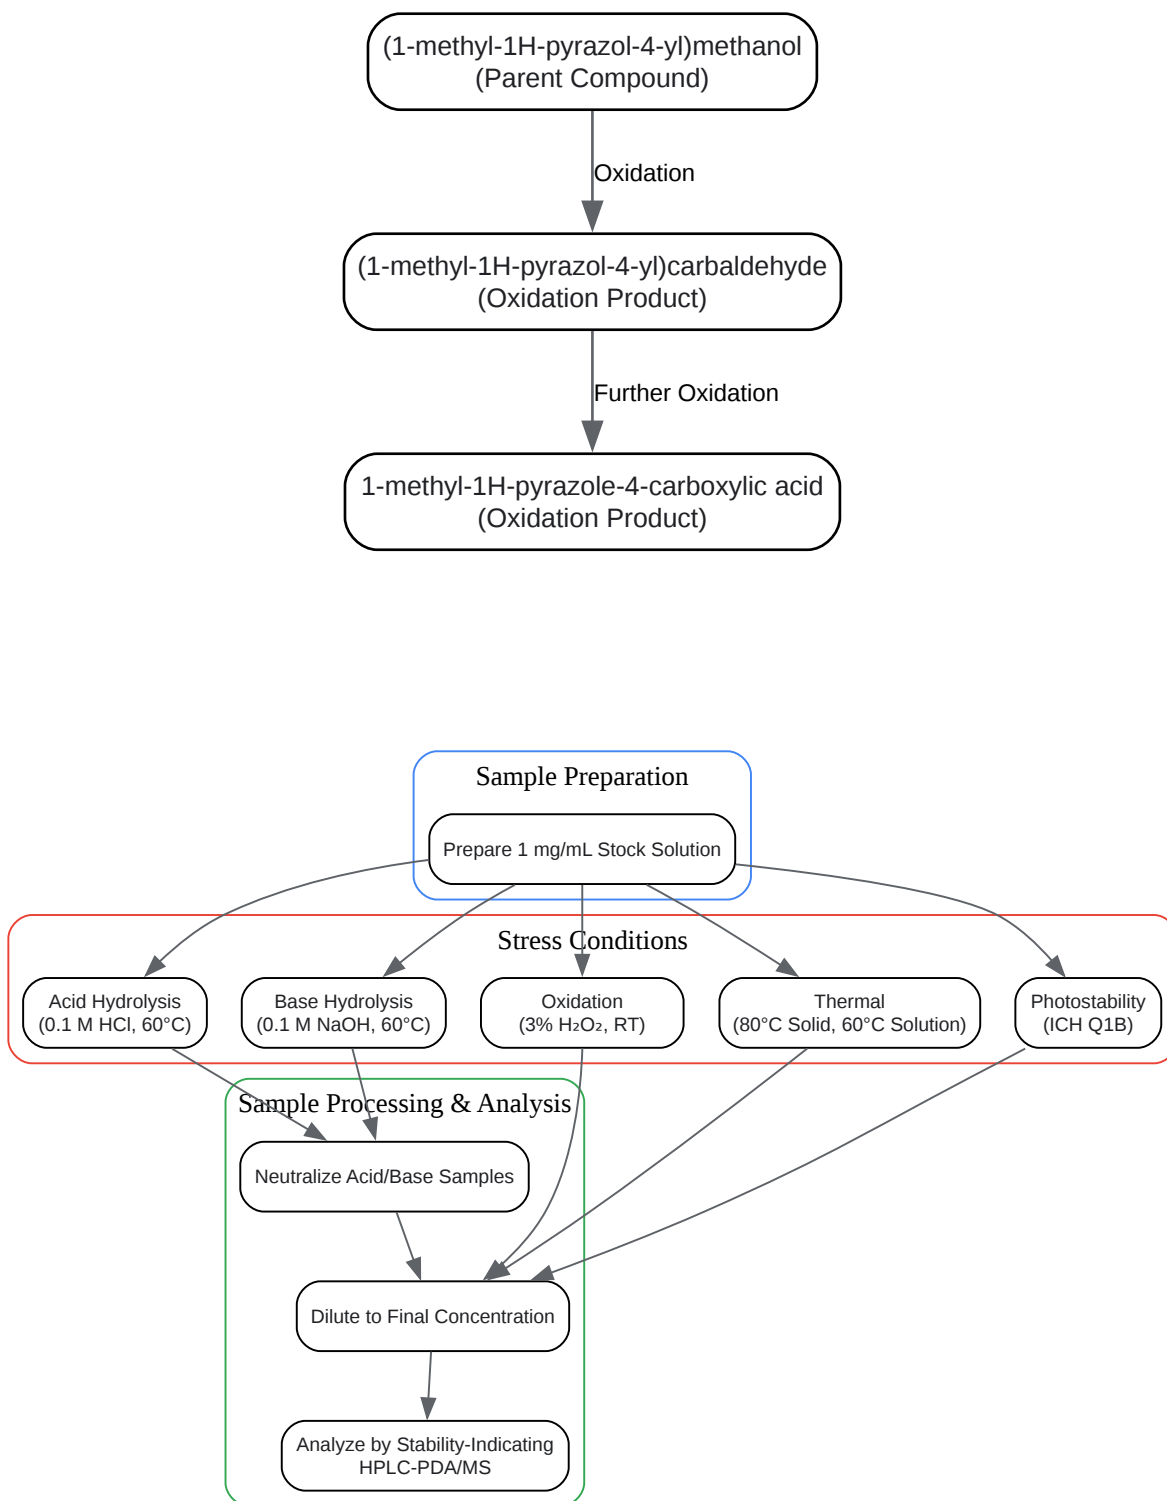 (1-methyl-1H-pyrazol-4-yl)methanol
(Parent Compound)
Oxidation
(1-methyl-1H-pyrazol-4-yl)carbaldehyde
(Oxidation Product)
Further Oxidation
1-methyl-1H-pyrazole-4-carboxylic acid
(Oxidation Product)
Sample Preparation
Prepare 1 mg/mL Stock Solution
Stress Conditions
Acid Hydrolysis
(0.1 M HCl, 60°C)
Base Hydrolysis
(0.1 M NaOH, 60°C)
Oxidation
(3% H₂O₂, RT)
Thermal
(80°C Solid, 60°C Solution)
Photostability
(ICH Q1B)
Sample Processing & Analysis
Neutralize Acid/Base Samples
Dilute to Final Concentration
Analyze by Stability-Indicating
HPLC-PDA/MS